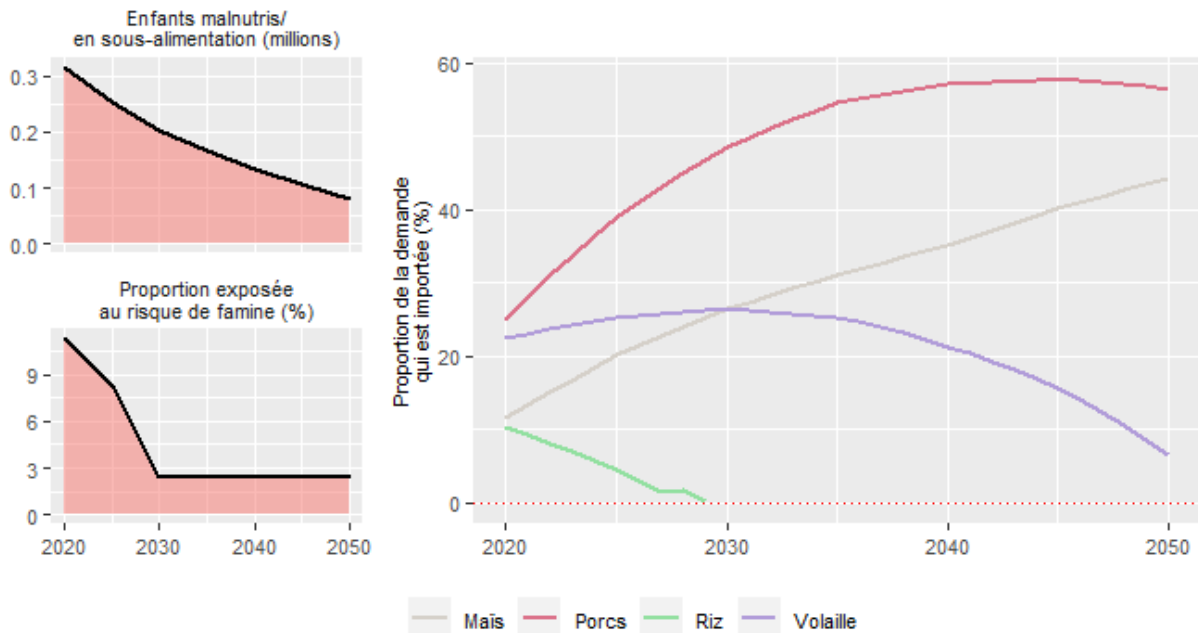 Enfants malnutris/
en sous-alimentation (millions)
0.3
0.2
0.1
0.0
Proportion exposée
au risque de famine (%)
9
6
3
0
2020 2030 2040 2050
Proportion de la demande
qui est importée (%)
60
40
20
0
2020 2030 2040 2050
Maïs Porcs Riz Volaille